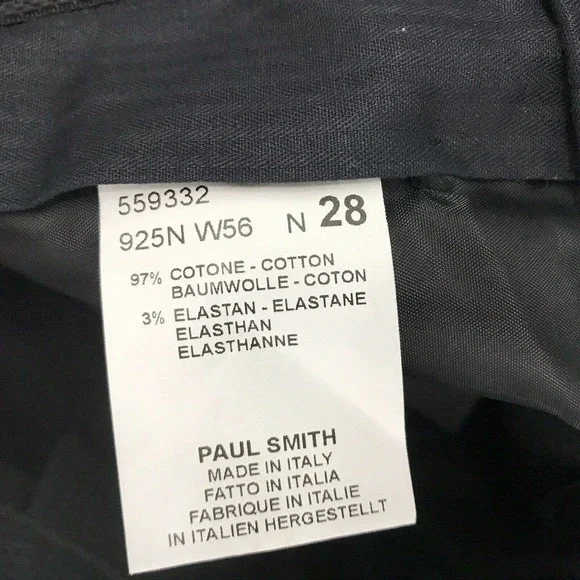 559332
925N W56 N 28
97% COTONE - COTTON
BAUMWOLLE - COTON
3% ELASTAN - ELASTANE
ELASTHAN
ELASTHANNE
PAUL SMITH
MADE IN ITALY
FATTO IN ITALIA
FABRIQUE IN ITALIE
IN ITALIEN HERGESTELLT